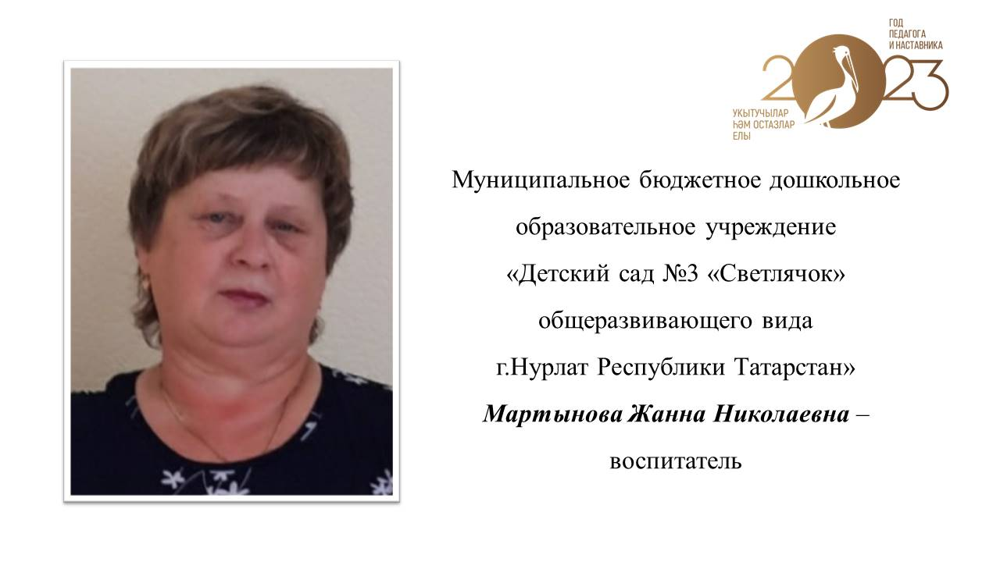 ГОД
ПЕДАГОГА
И НАСТАВНИКА
2023
УКЫТУЧЫЛАР
ҺӘМ ОСТАЗЛАР
ЕЛЫ
Муниципальное бюджетное дошкольное
образовательное учреждение
«Детский сад №3 «Светлячок»
общеразвивающего вида
г.Нурлат Республики Татарстан»
Мартынова Жанна Николаевна –
воспитатель